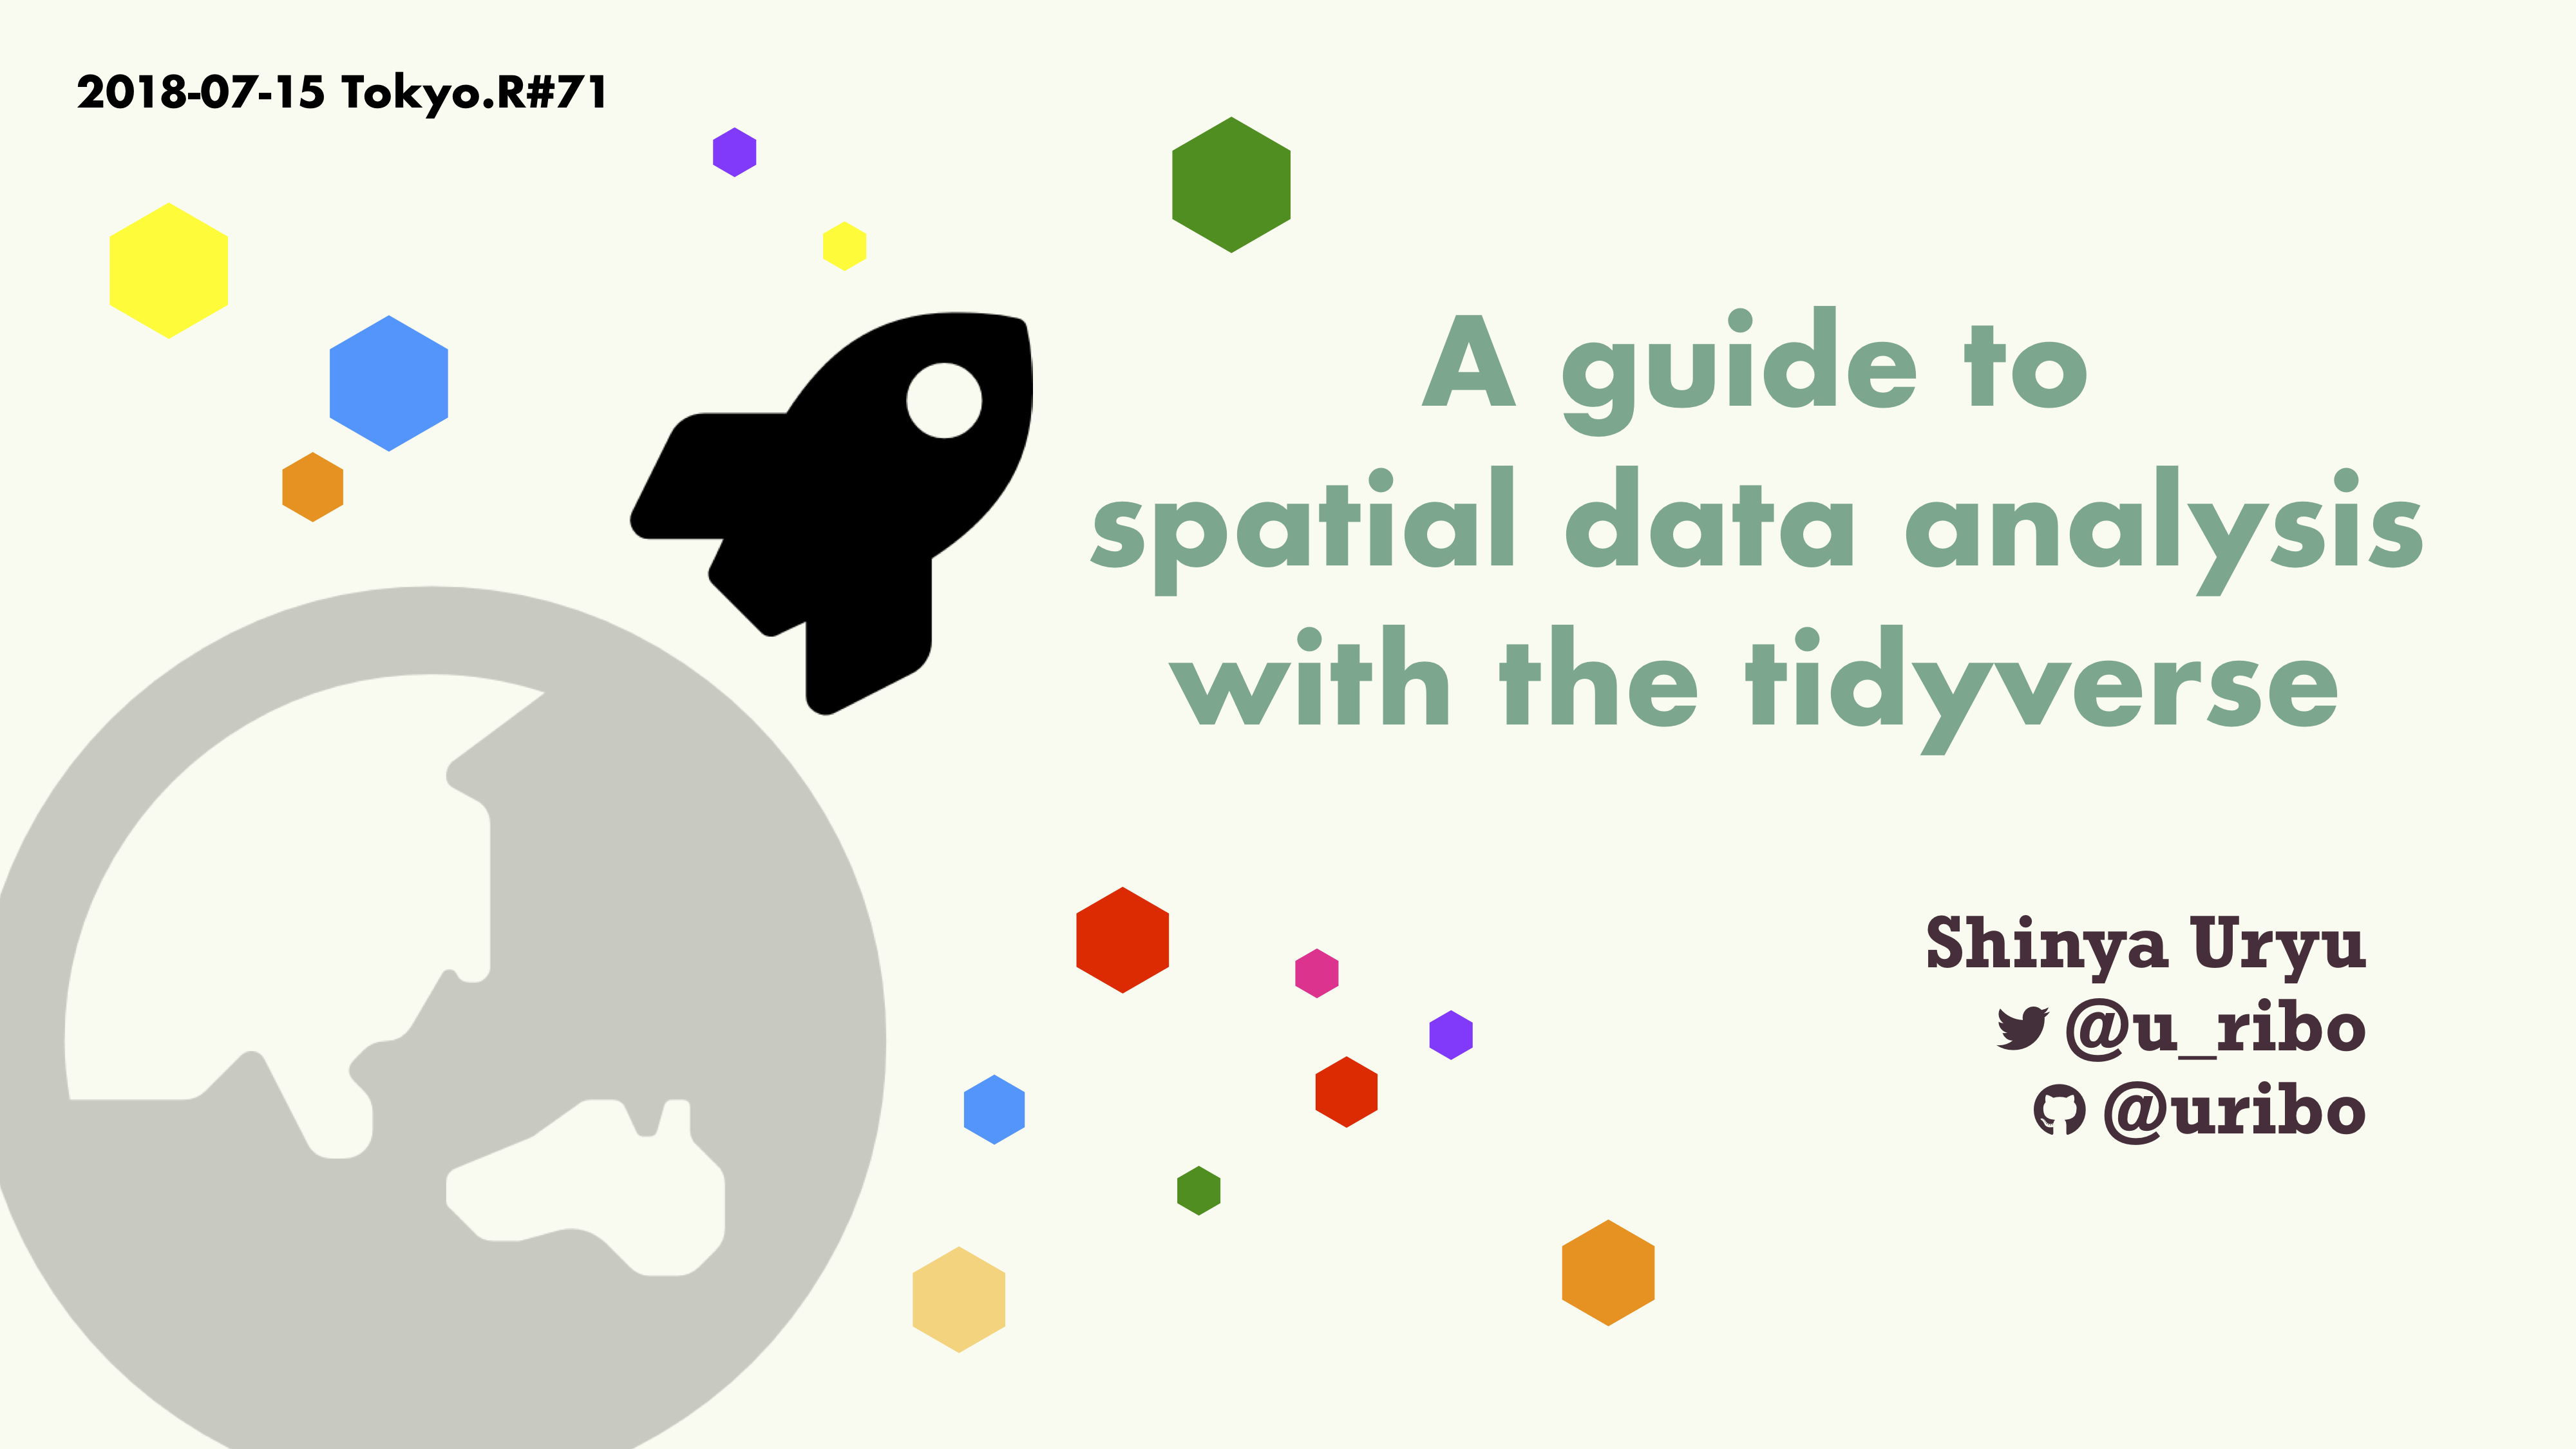 2018-07-15 Tokyo.R#71
A guide to
spatial data analysis
with the tidyverse
Shinya Uryu
@u_ribo
@uribo